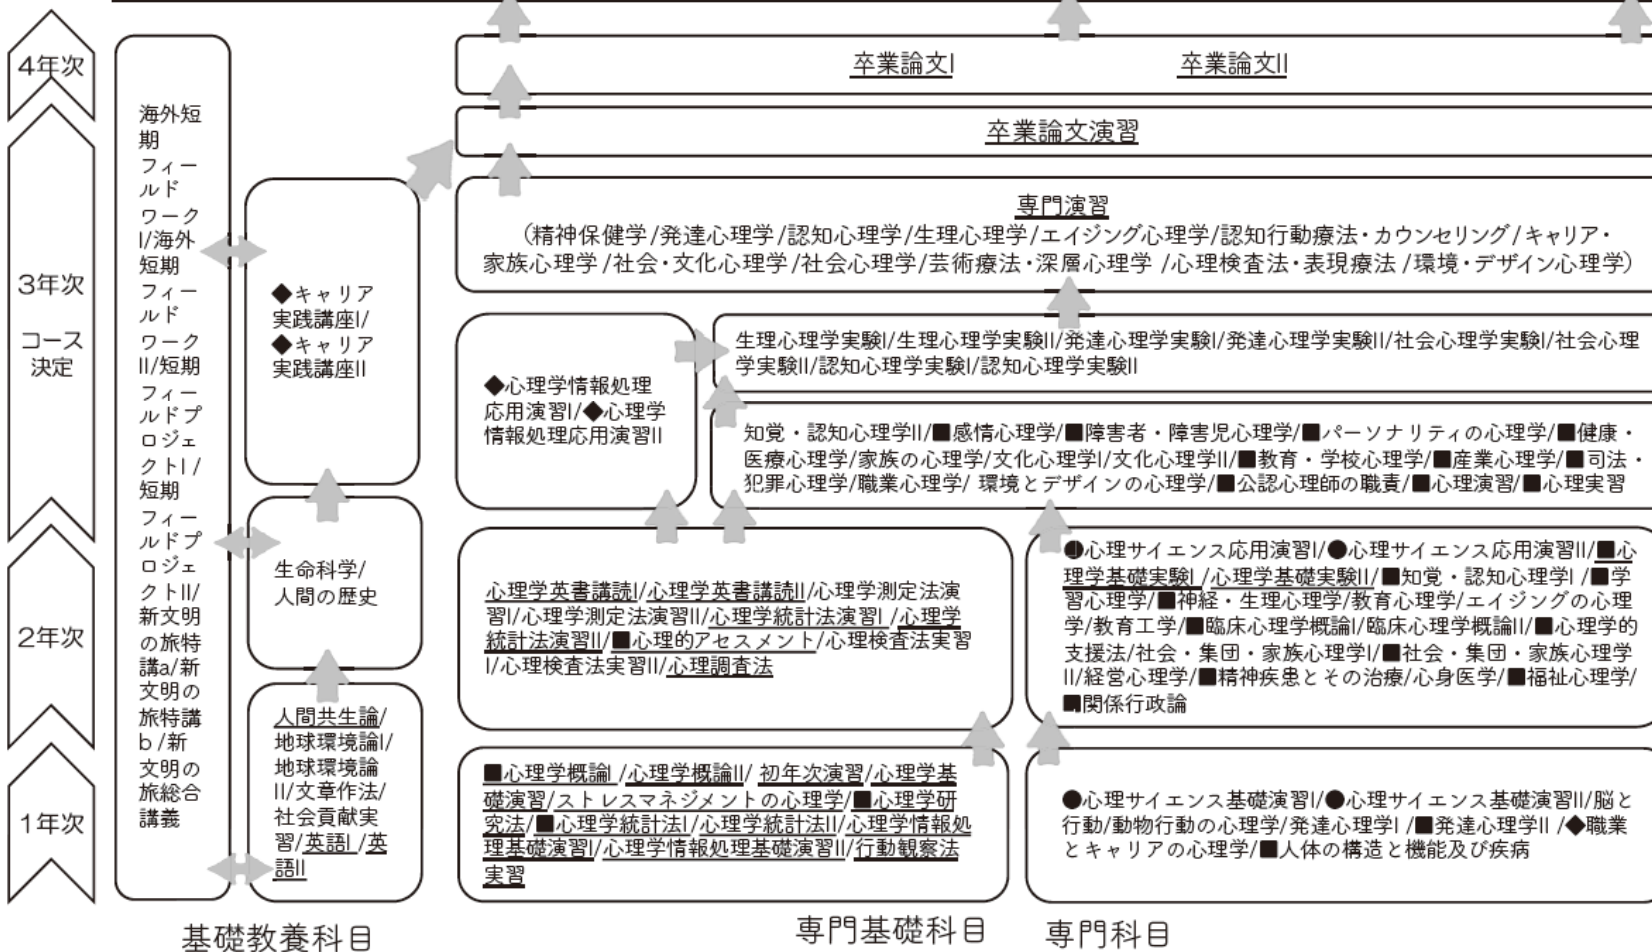 4年次
3年次
コース
決定
2年次
1年次
海外短
期
フィー
ルド
ワーク
I/海外
短期
フィー
ルド
ワーク
II/短期
フィー
ルドプ
ロジェ
クトI /
短期
フィー
ルドプ
ロジェ
クトII/
新文明
の旅特
講a/新
文明の
旅特講
b /新
文明の
旅総合
講義
◆キャリア
実践講座I/
◆キャリア
実践講座II
生命科学/
人間の歴史
人間共生論/
地球環境論I/
地球環境論
II/文章作法/
社会貢献実
習/英語I /英
語II
基礎教養科目
卒業論文I
卒業論文II
卒業論文演習
専門演習
（精神保健学/発達心理学/認知心理学/生理心理学/エイジング心理学/認知行動療法・カウンセリング/キャリア・
家族心理学 /社会・文化心理学/社会心理学/芸術療法・深層心理学 /心理検査法・表現療法 /環境・デザイン心理学）
◆心理学情報処理
応用演習I/◆心理学
情報処理応用演習II
生理心理学実験I/生理心理学実験II/発達心理学実験I/発達心理学実験II/社会心理学実験I/社会心理
学実験II/認知心理学実験I/認知心理学実験II
知覚・認知心理学II/■感情心理学/■障害者・障害児心理学/■パーソナリティの心理学/■健康・
医療心理学/家族の心理学/文化心理学I/文化心理学II/■教育・学校心理学/■産業心理学/■司法・
犯罪心理学/職業心理学/ 環境とデザインの心理学/■公認心理師の職責/■心理演習/■心理実習
心理学英書講読I/心理学英書講読II/心理学測定法演
習I/心理学測定法演習II/心理学統計法演習I /心理学
統計法演習II/■心理的アセスメント/心理検査法実習
I/心理検査法実習II/心理調査法
●心理サイエンス応用演習I/●心理サイエンス応用演習II/■心
理学基礎実験I /心理学基礎実験II/■知覚・認知心理学I /■学
習心理学/■神経・生理心理学/教育心理学/エイジングの心理
学/教育工学/■臨床心理学概論I/臨床心理学概論II/■心理学的
支援法/社会・集団・家族心理学I/■社会・集団・家族心理学
II/経営心理学/■精神疾患とその治療/心身医学/■福祉心理学/
■関係行政論
■心理学概論I /心理学概論II/ 初年次演習/心理学基
礎演習/ストレスマネジメントの心理学/■心理学研
究法/■心理学統計法I/心理学統計法II/心理学情報処
理基礎演習I/心理学情報処理基礎演習II/行動観察法
実習
●心理サイエンス基礎演習I/●心理サイエンス基礎演習II/脳と
行動/動物行動の心理学/発達心理学I /■発達心理学II /◆職業
とキャリアの心理学/■人体の構造と機能及び疾病
専門基礎科目
専門科目